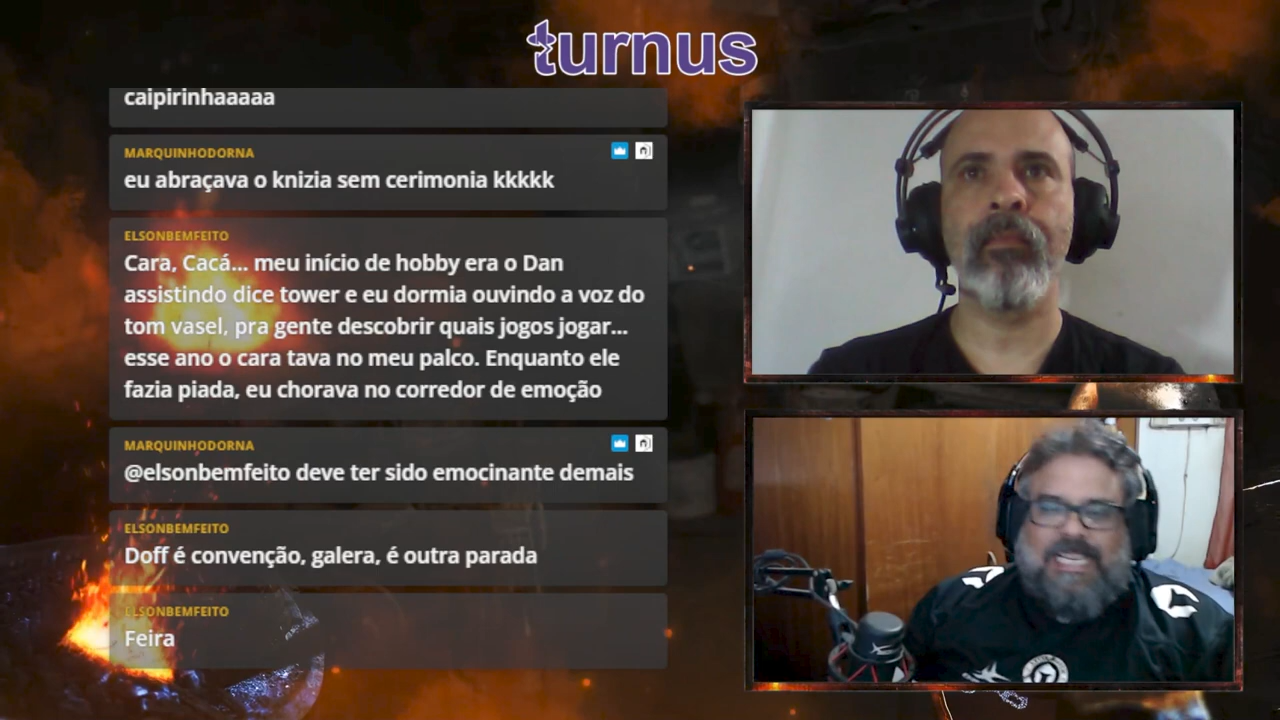 turnus
caipirinhaaaaa
MARQUINHODORNA
eu abraçava o knizia sem cerimonia kkkkk
ELSONBEMFEITO
Cara, Cacá... meu início de hobby era o Dan
assistindo dice tower e eu dormia ouvindo a voz do
tom vasel, pra gente descobrir quais jogos jogar...
esse ano o cara tava no meu palco. Enquanto ele
fazia piada, eu chorava no corredor de emoção
MARQUINHODORNA
@elsonbemfeito deve ter sido emocinante demais
ELSONBEMFEITO
Doff é convenção, galera, é outra parada
ELSONBEMFEITO
Feira